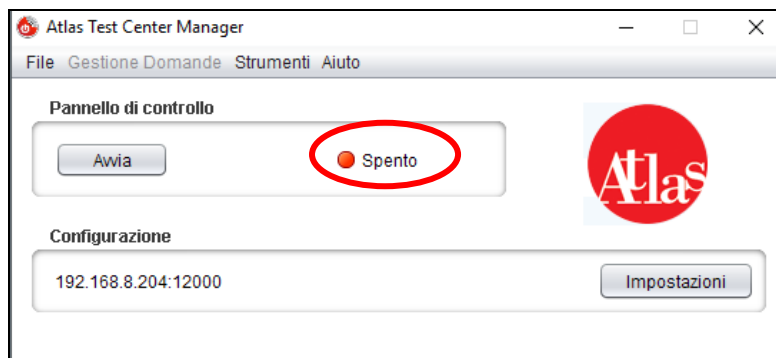 Atlas Test Center Manager
File Gestione Domande Strumenti Aiuto
Pannello di controllo
Avvia
Spento
Atlas
Configurazione
192.168.8.204:12000
Impostazioni